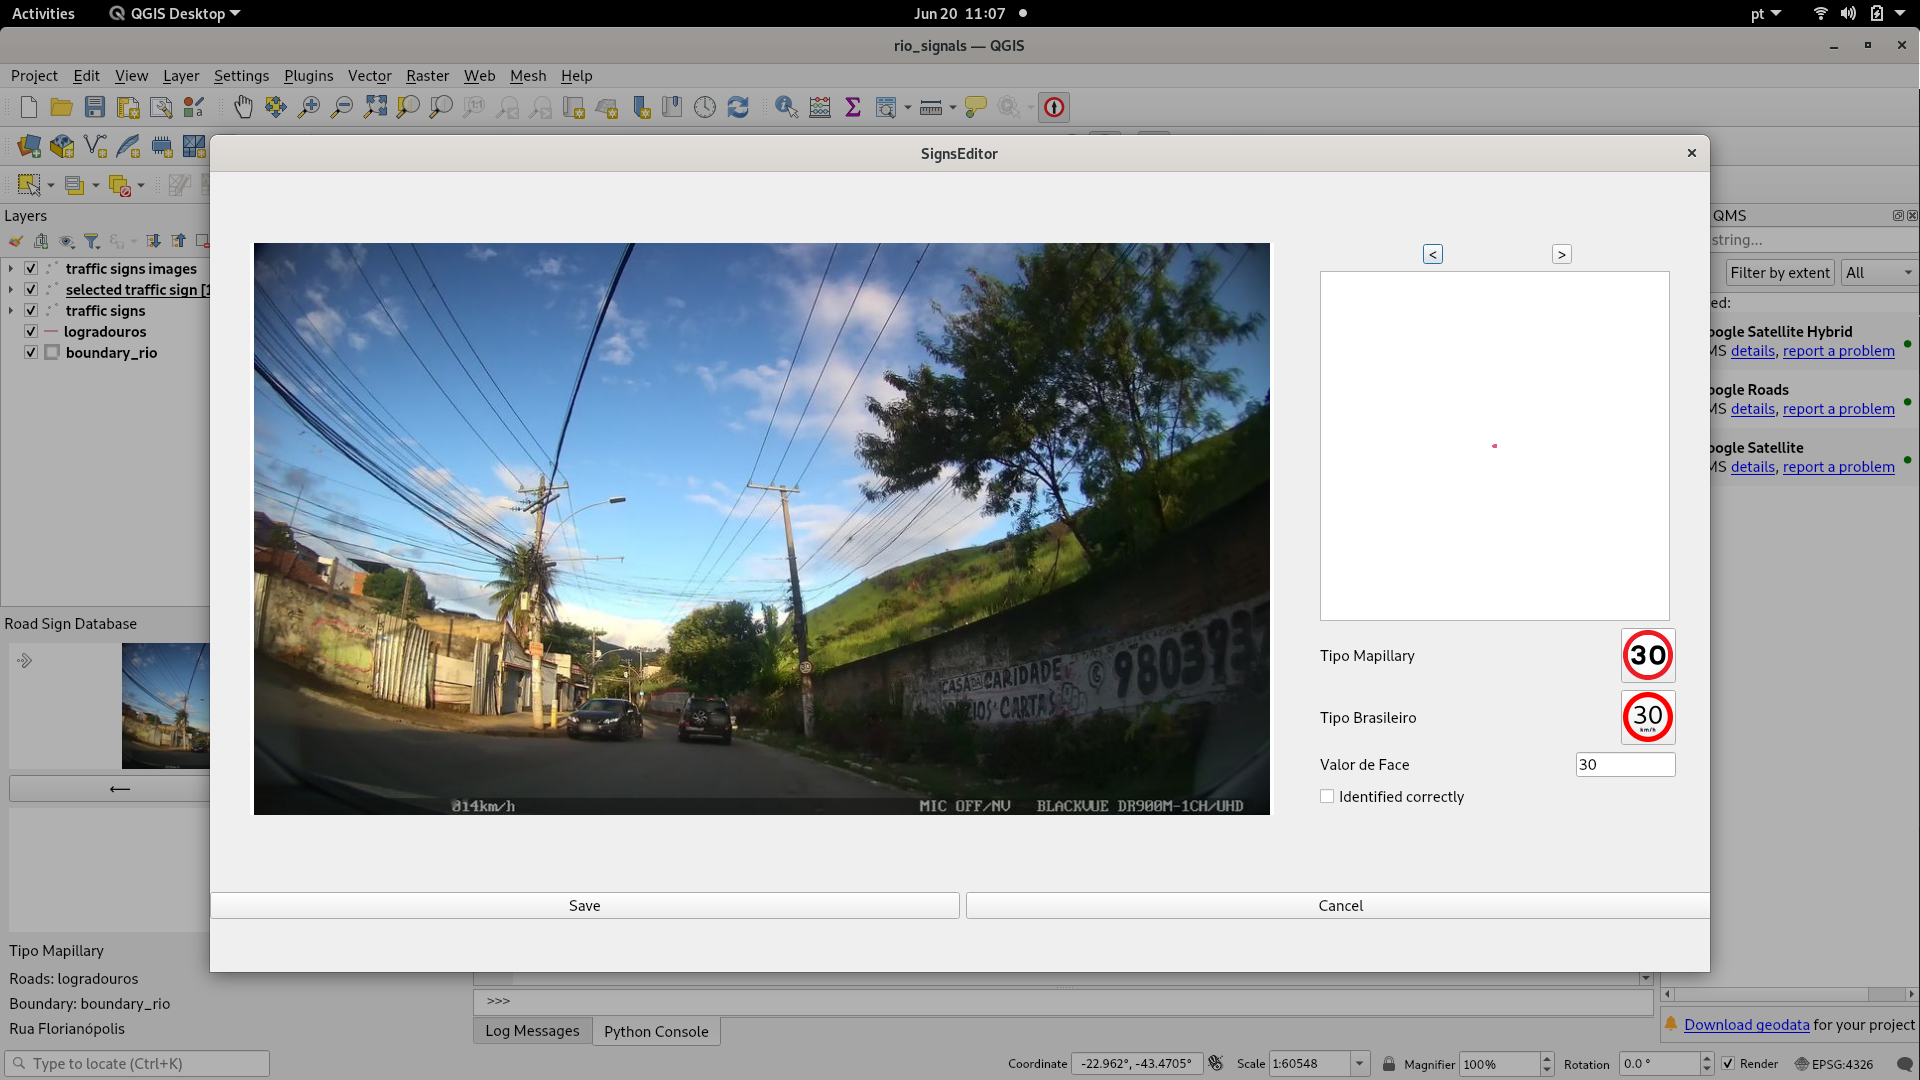 Activities
QGIS Desktop
Jun 20 11:07
pt
rio_signals — QGIS
Project Edit View Layer Settings Plugins Vector Raster Web Mesh Help
SignsEditor
Layers
traffic signs images
selected traffic sign [1
traffic signs
logradouros
boundary_rio
Road Sign Database
Tipo Mapillary
Roads: logradouros
Boundary: boundary_rio
Rua Florianópolis
Type to locate (Ctrl+K)
CASA DA CARIDADE
CARTAS
30
314km/h
MIC OFF/NV BLACKVUE DR900M-1CH/UHD
< >
Tipo Mapillary
30
Tipo Brasileiro
30
km/h
Valor de Face 30
Identified correctly
Save
Cancel
QMS
string...
Filter by extent All
ed:
oogle Satellite Hybrid
MS details, report a problem
oogle Roads
MS details, report a problem
oogle Satellite
MS details, report a problem
>>>
Log Messages Python Console
Download geodata for your project
Coordinate -22.962°, -43.4705° Scale 1:60548 Magnifier 100% Rotation 0.0 ° Render EPSG:4326